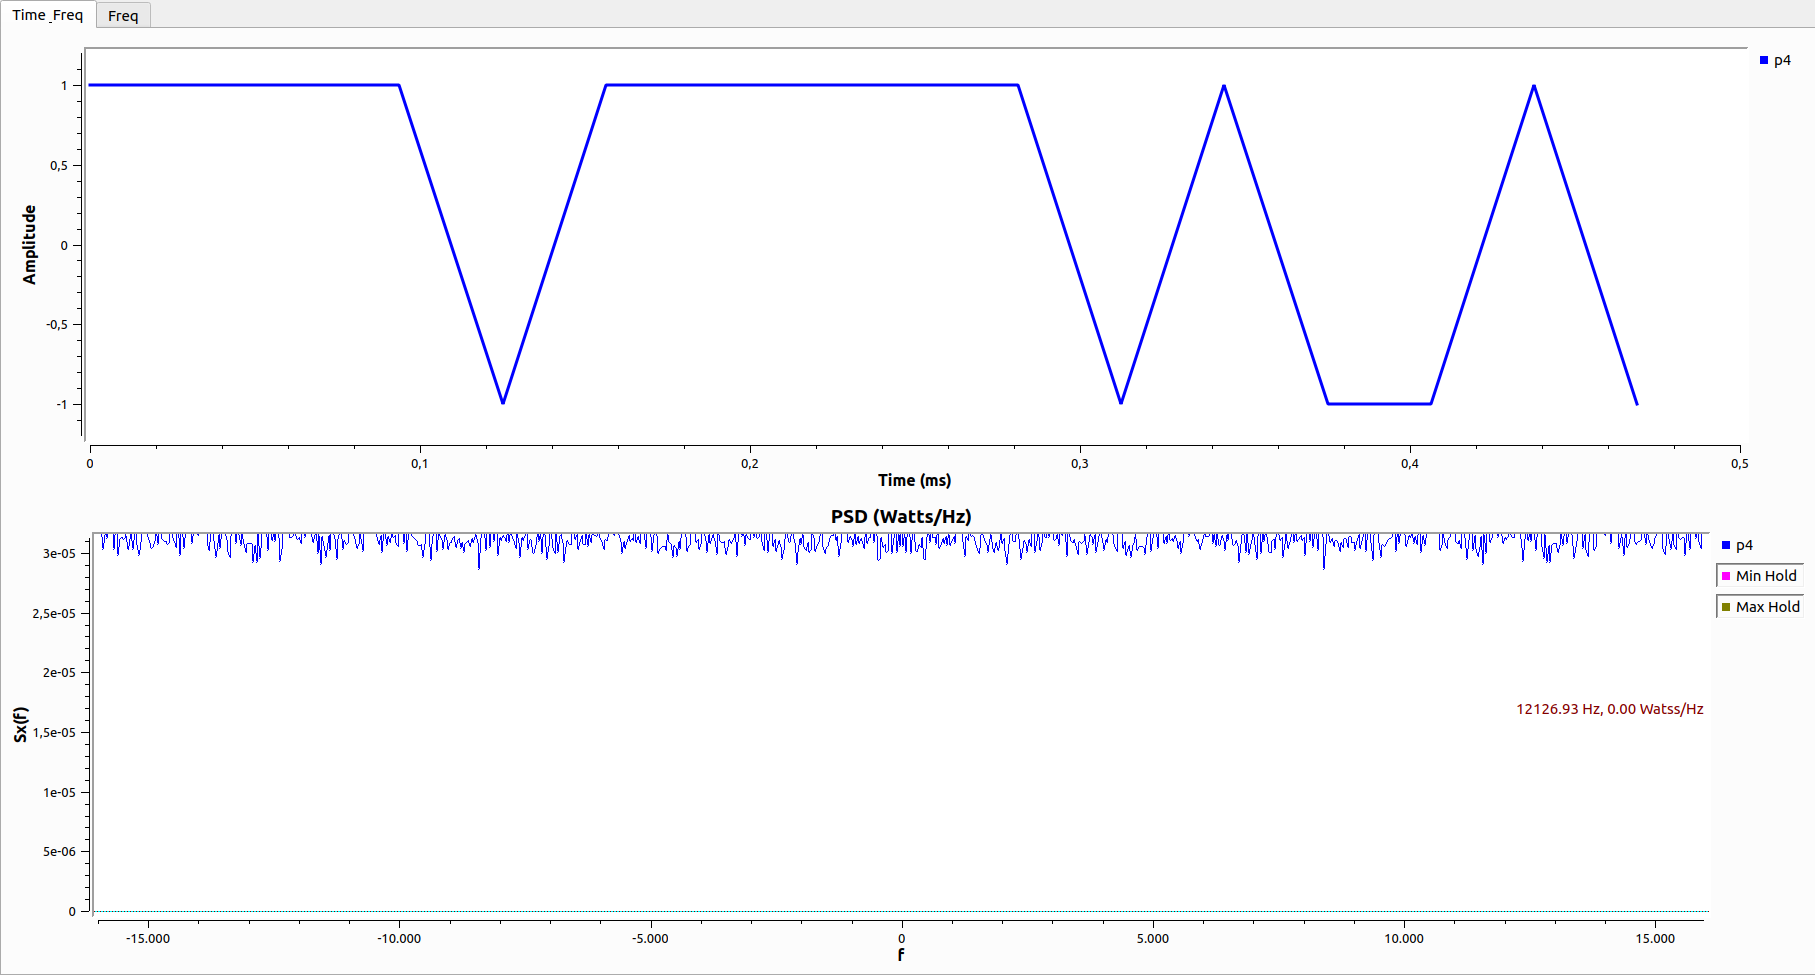 Time_Freq
Freq
p4
1
0,5
0
-0,5
-1
Amplitude
0
0,1
0,2
0,3
0,4
0,5
Time (ms)
PSD (Watts/Hz)
p4
Min Hold
Max Hold
3e-05
2,5e-05
2e-05
1,5e-05
1e-05
5e-06
0
Sx(f)
12126.93 Hz, 0.00 Watss/Hz
-15.000
-10.000
-5.000
0
5.000
10.000
15.000
f